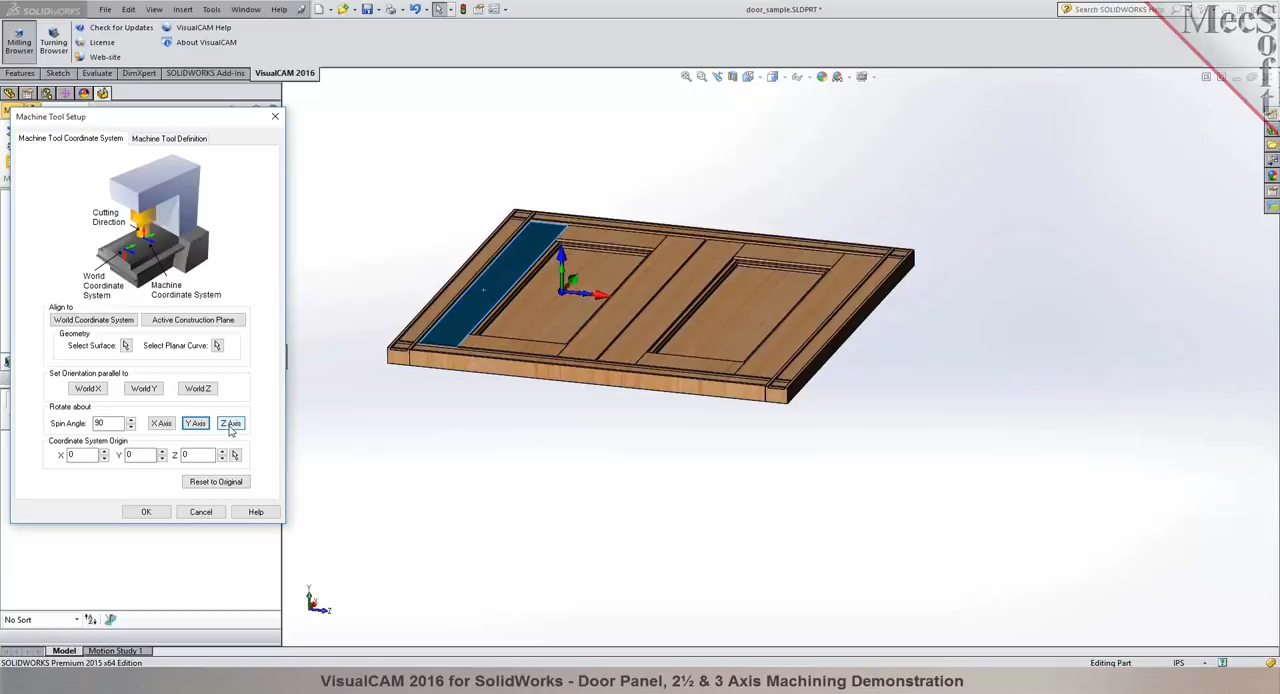 SOLIDWORKS File Edit View Insert Tools Window Help door_sample.SLDPRT * Search SOLIDWORKS Help
MecSoft
Milling Browser
Turning Browser
Check for Updates
License
Web-site
VisualCAM Help
About VisualCAM
Features Sketch Evaluate DimXpert SOLIDWORKS Add-Ins VisualCAM 2016
Machine Tool Setup
Machine Tool Coordinate System Machine Tool Definition
Cutting
Direction
World
Coordinate
System
Machine
Coordinate System
Align to
World Coordinate System Active Construction Plane
Geometry
Select Surface: Select Planar Curve:
Set Orientation parallel to
World X World Y World Z
Rotate about
Spin Angle: 90 X Axis Y Axis Z Axis
Coordinate System Origin
X 0 Y 0 Z 0
Reset to Original
OK Cancel Help
Y
Z
No Sort
Model Motion Study 1
SOLIDWORKS Premium 2015 x64 Edition Editing Part IPS
VisualCAM 2016 for SolidWorks - Door Panel, 2½ & 3 Axis Machining Demonstration